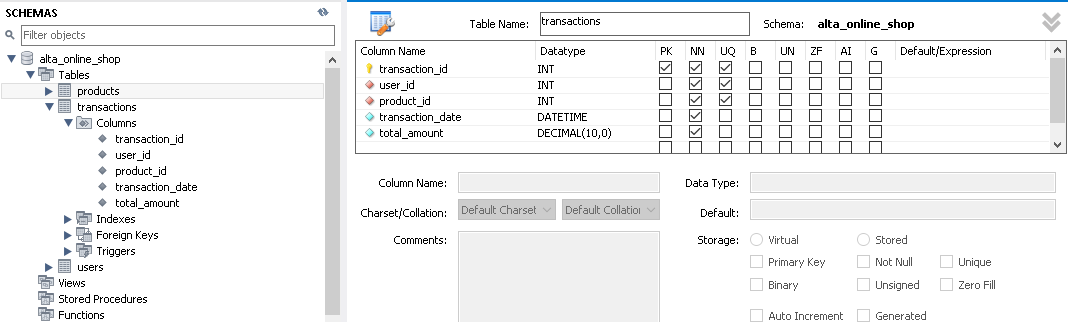 SCHEMAS
Filter objects
alta_online_shop
Tables
products
transactions
Columns
transaction_id
user_id
product_id
transaction_date
total_amount
Indexes
Foreign Keys
Triggers
users
Views
Stored Procedures
Functions
Table Name: transactions Schema: alta_online_shop
Column Name Datatype PK NN UQ B UN ZF AI G Default/Expression
transaction_id INT
user_id INT
product_id INT
transaction_date DATETIME
total_amount DECIMAL(10,0)
Column Name: Data Type:
Charset/Collation: Default Charset Default Collation Default:
Comments: Storage: Virtual Stored
Primary Key Not Null Unique
Binary Unsigned Zero Fill
Auto Increment Generated